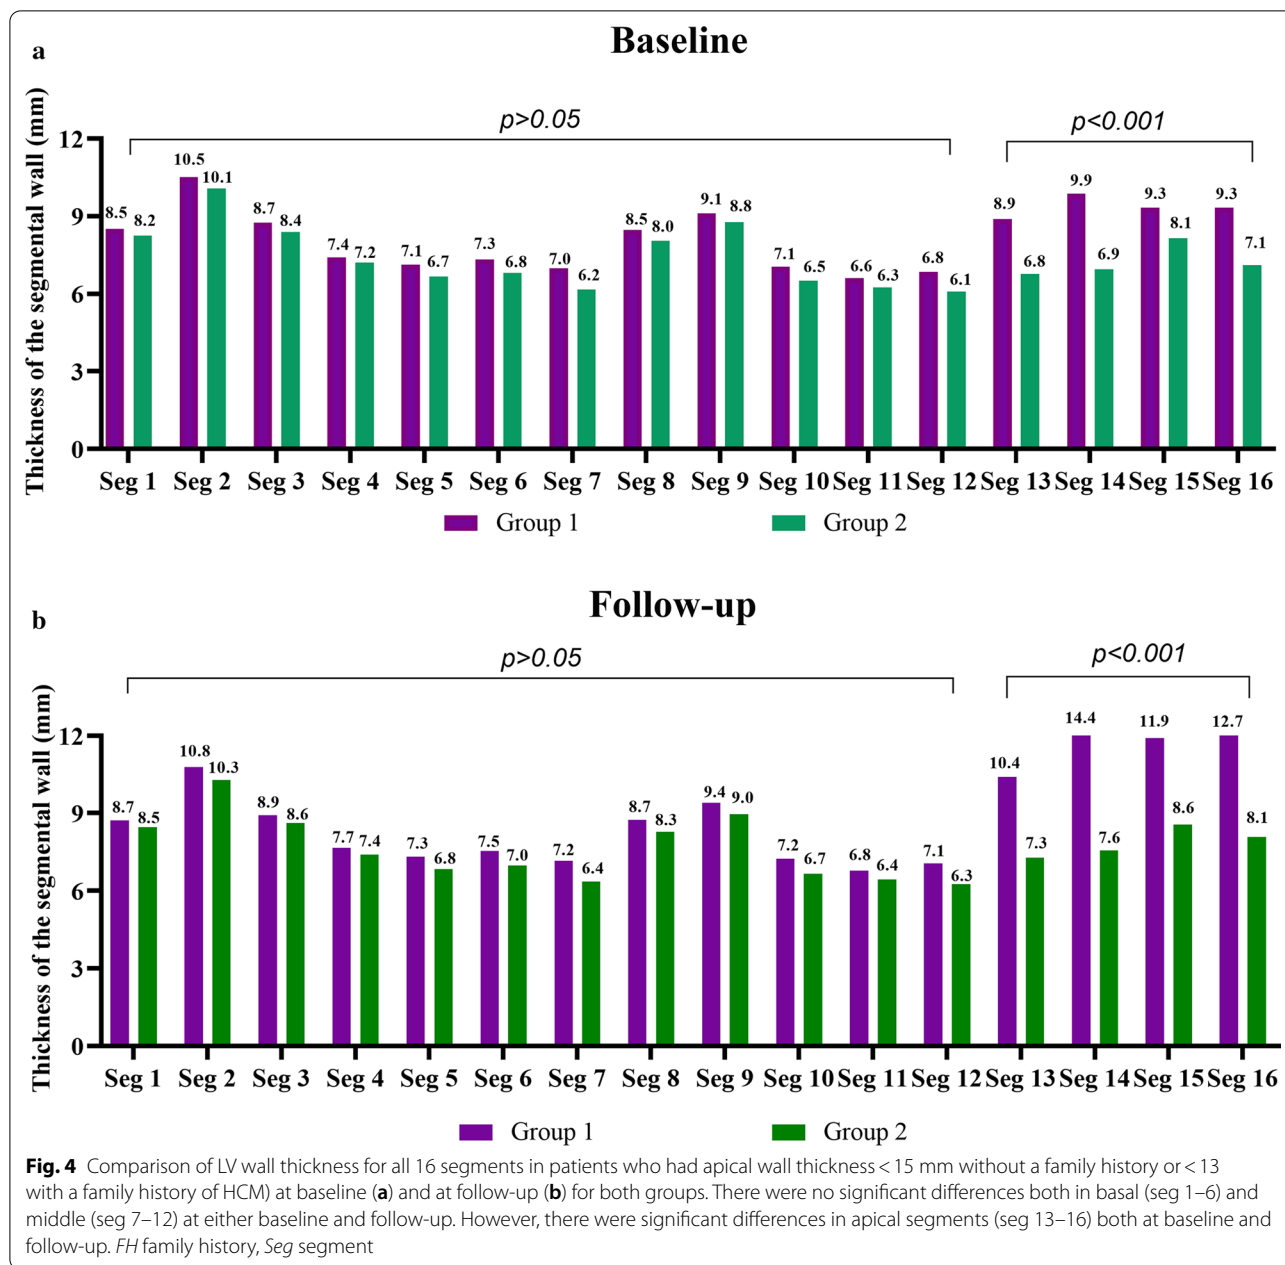 a
Baseline
Thickness of the segmental wall (mm)
p>0.05
p<0.001
12
9
6
3
0
8.5 8.2 10.5 10.1 8.7 8.4 7.4 7.2 7.1 6.7 7.3 6.8 7.0 6.2 8.5 8.0 9.1 8.8 7.1 6.5 6.6 6.3 6.8 6.1 8.9 6.8 9.9 6.9 9.3 8.1 9.3 7.1
Seg 1 Seg 2 Seg 3 Seg 4 Seg 5 Seg 6 Seg 7 Seg 8 Seg 9 Seg 10 Seg 11 Seg 12 Seg 13 Seg 14 Seg 15 Seg 16
Group 1 Group 2
b
Follow-up
Thickness of the segmental wall (mm)
p>0.05
p<0.001
12
9
6
3
0
8.7 8.5 10.8 10.3 8.9 8.6 7.7 7.4 7.3 6.8 7.5 7.0 7.2 6.4 8.7 8.3 9.4 9.0 7.2 6.7 6.8 6.4 7.1 6.3 10.4 7.3 14.4 7.6 11.9 8.6 12.7 8.1
Seg 1 Seg 2 Seg 3 Seg 4 Seg 5 Seg 6 Seg 7 Seg 8 Seg 9 Seg 10 Seg 11 Seg 12 Seg 13 Seg 14 Seg 15 Seg 16
Group 1 Group 2
Fig. 4 Comparison of LV wall thickness for all 16 segments in patients who had apical wall thickness < 15 mm without a family history or < 13
with a family history of HCM) at baseline (a) and at follow-up (b) for both groups. There were no significant differences both in basal (seg 1–6) and
middle (seg 7–12) at either baseline and follow-up. However, there were significant differences in apical segments (seg 13–16) both at baseline and
follow-up. FH family history, Seg segment